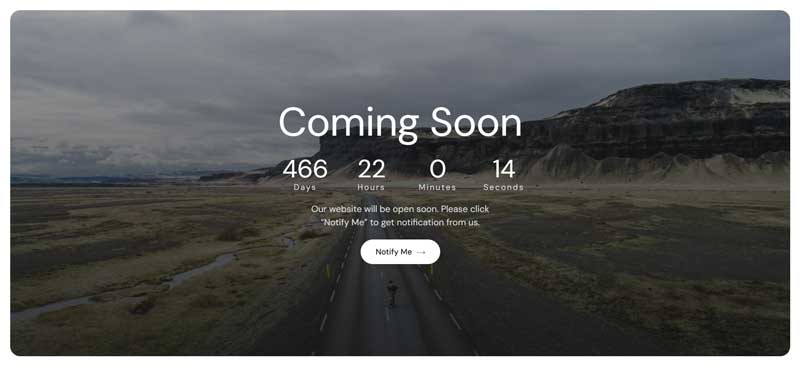 Coming Soon
466 22 0 14
Days Hours Minutes Seconds
Our website will be open soon. Please click
"Notify Me" to get notification from us.
Notify Me →